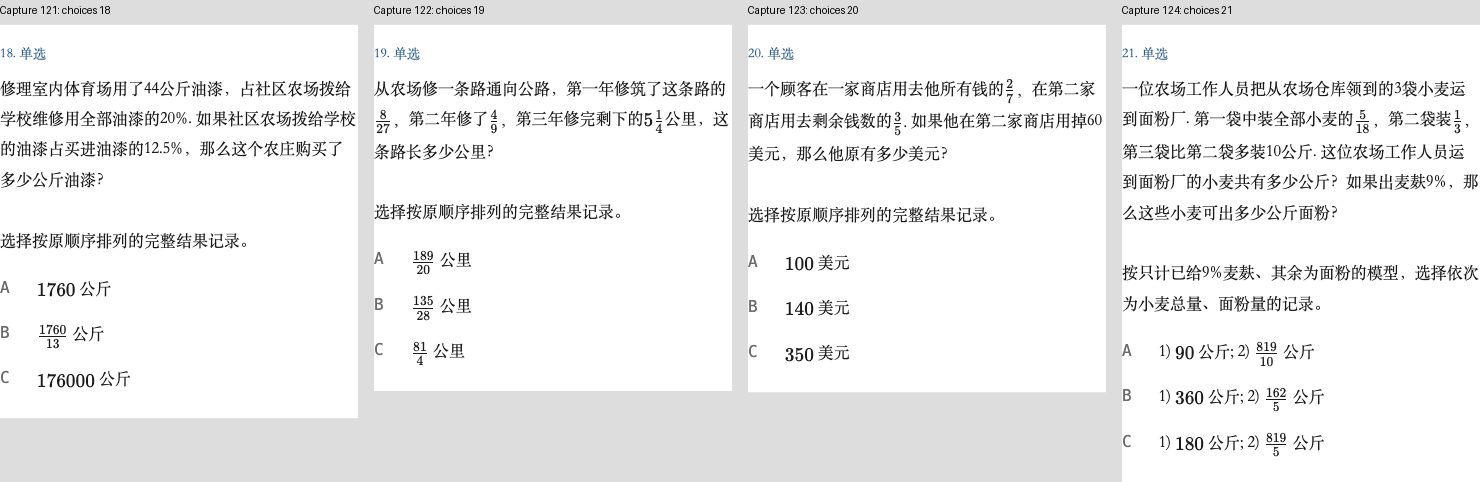 Capture 121: choices 18
18. 单选
修理室内体育场用了44公斤油漆，占社区农场拨给
学校维修用全部油漆的20%. 如果社区农场拨给学校
的油漆占买进油漆的12.5%，那么这个农庄购买了
多少公斤油漆?
选择按原顺序排列的完整结果记录。
A 1760 公斤
B 1760/13 公斤
C 176000 公斤
Capture 122: choices 19
19. 单选
从农场修一条路通向公路，第一年修筑了这条路的
8/27，第二年修了4/9，第三年修完剩下的5 1/4公里，这
条路长多少公里?
选择按原顺序排列的完整结果记录。
A 189/20 公里
B 135/28 公里
C 81/4 公里
Capture 123: choices 20
20. 单选
一个顾客在一家商店用去他所有钱的2/7，在第二家
商店用去剩余钱数的3/5. 如果他在第二家商店用掉60
美元，那么他原有多少美元?
选择按原顺序排列的完整结果记录。
A 100 美元
B 140 美元
C 350 美元
Capture 124: choices 21
21. 单选
一位农场工作人员把从农场仓库领到的3袋小麦运
到面粉厂. 第一袋中装全部小麦的5/18，第二袋装1/3，
第三袋比第二袋多装10公斤. 这位农场工作人员运
到面粉厂的小麦共有多少公斤? 如果出麦麸9%，那
么这些小麦可出多少公斤面粉?
按只计已给9%麦麸、其余为面粉的模型，选择依次
为小麦总量、面粉量的记录。
A 1) 90 公斤; 2) 819/10 公斤
B 1) 360 公斤; 2) 162/5 公斤
C 1) 180 公斤; 2) 819/5 公斤